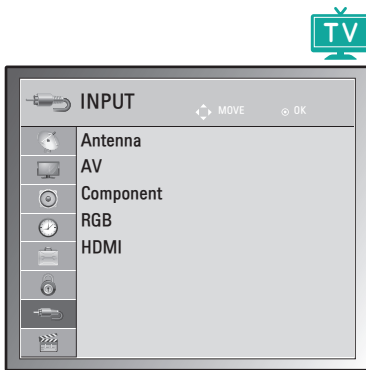 TV
INPUT MOVE OK
Antenna
AV
Component
RGB
HDMI